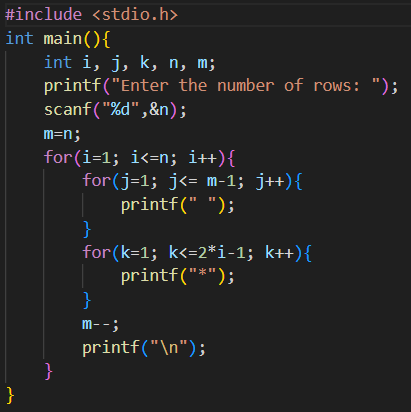 #include <stdio.h>
int main(){
    int i, j, k, n, m;
    printf("Enter the number of rows: ");
    scanf("%d",&n);
    m=n;
    for(i=1; i<=n; i++){
        for(j=1; j<= m-1; j++){
            printf(" ");
        }
        for(k=1; k<=2*i-1; k++){
            printf("*");
        }
        m--;
        printf("\n");
    }
}